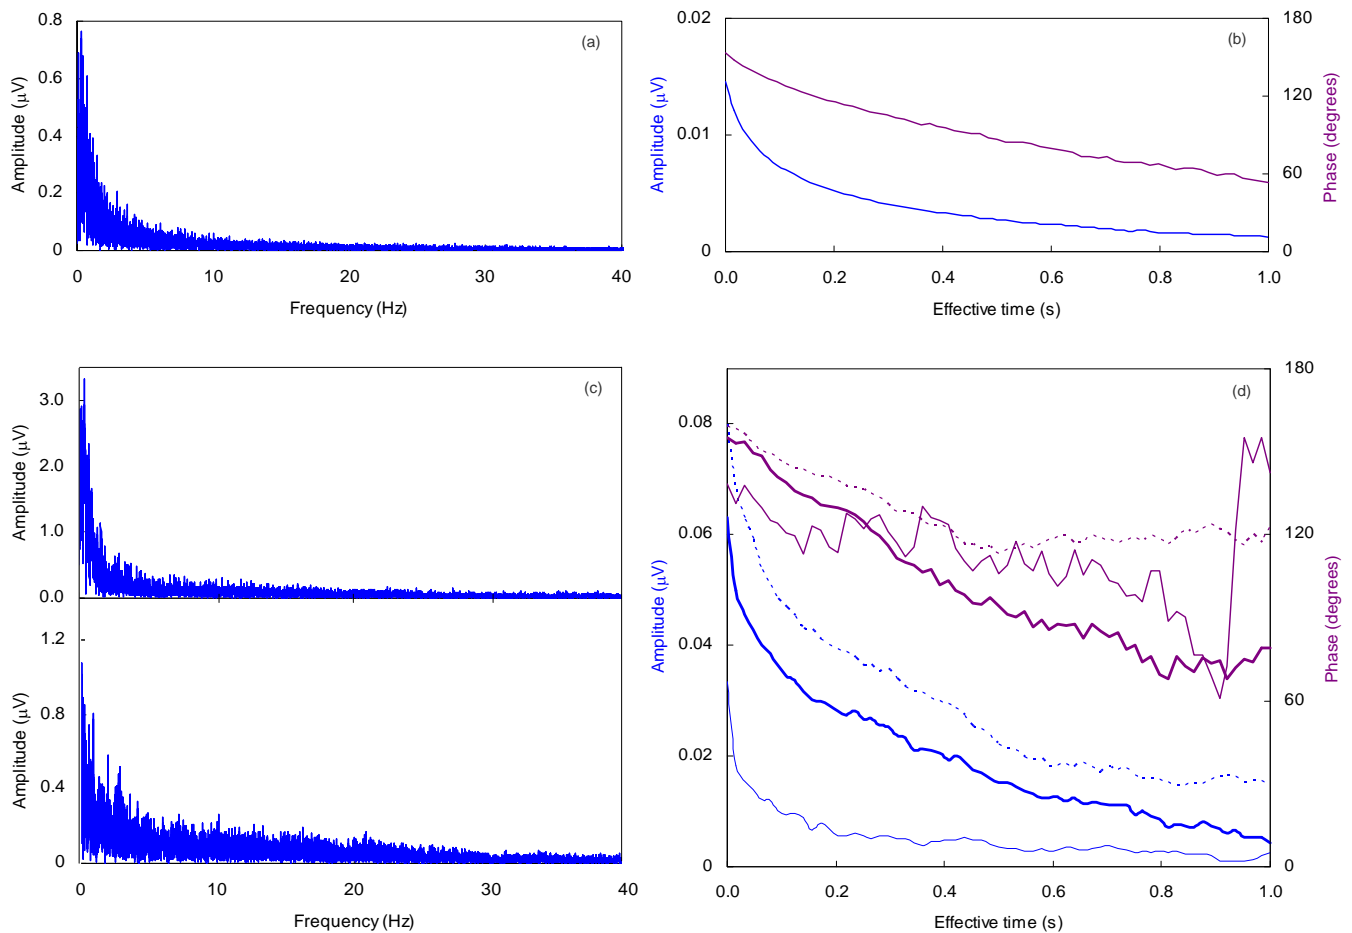 (a)
Amplitude (μV)
0.8
0.6
0.4
0.2
0
0 10 20 30 40
Frequency (Hz)
(b)
Amplitude (μV)
0.02
0.01
0
180
120
60
0
Phase (degrees)
0.0 0.2 0.4 0.6 0.8 1.0
Effective time (s)
(c)
Amplitude (μV)
3.0
2.0
1.0
0.0
Amplitude (μV)
1.2
0.8
0.4
0
0 10 20 30 40
Frequency (Hz)
(d)
Amplitude (μV)
0.08
0.06
0.04
0.02
0
180
120
60
0
Phase (degrees)
0.0 0.2 0.4 0.6 0.8 1.0
Effective time (s)